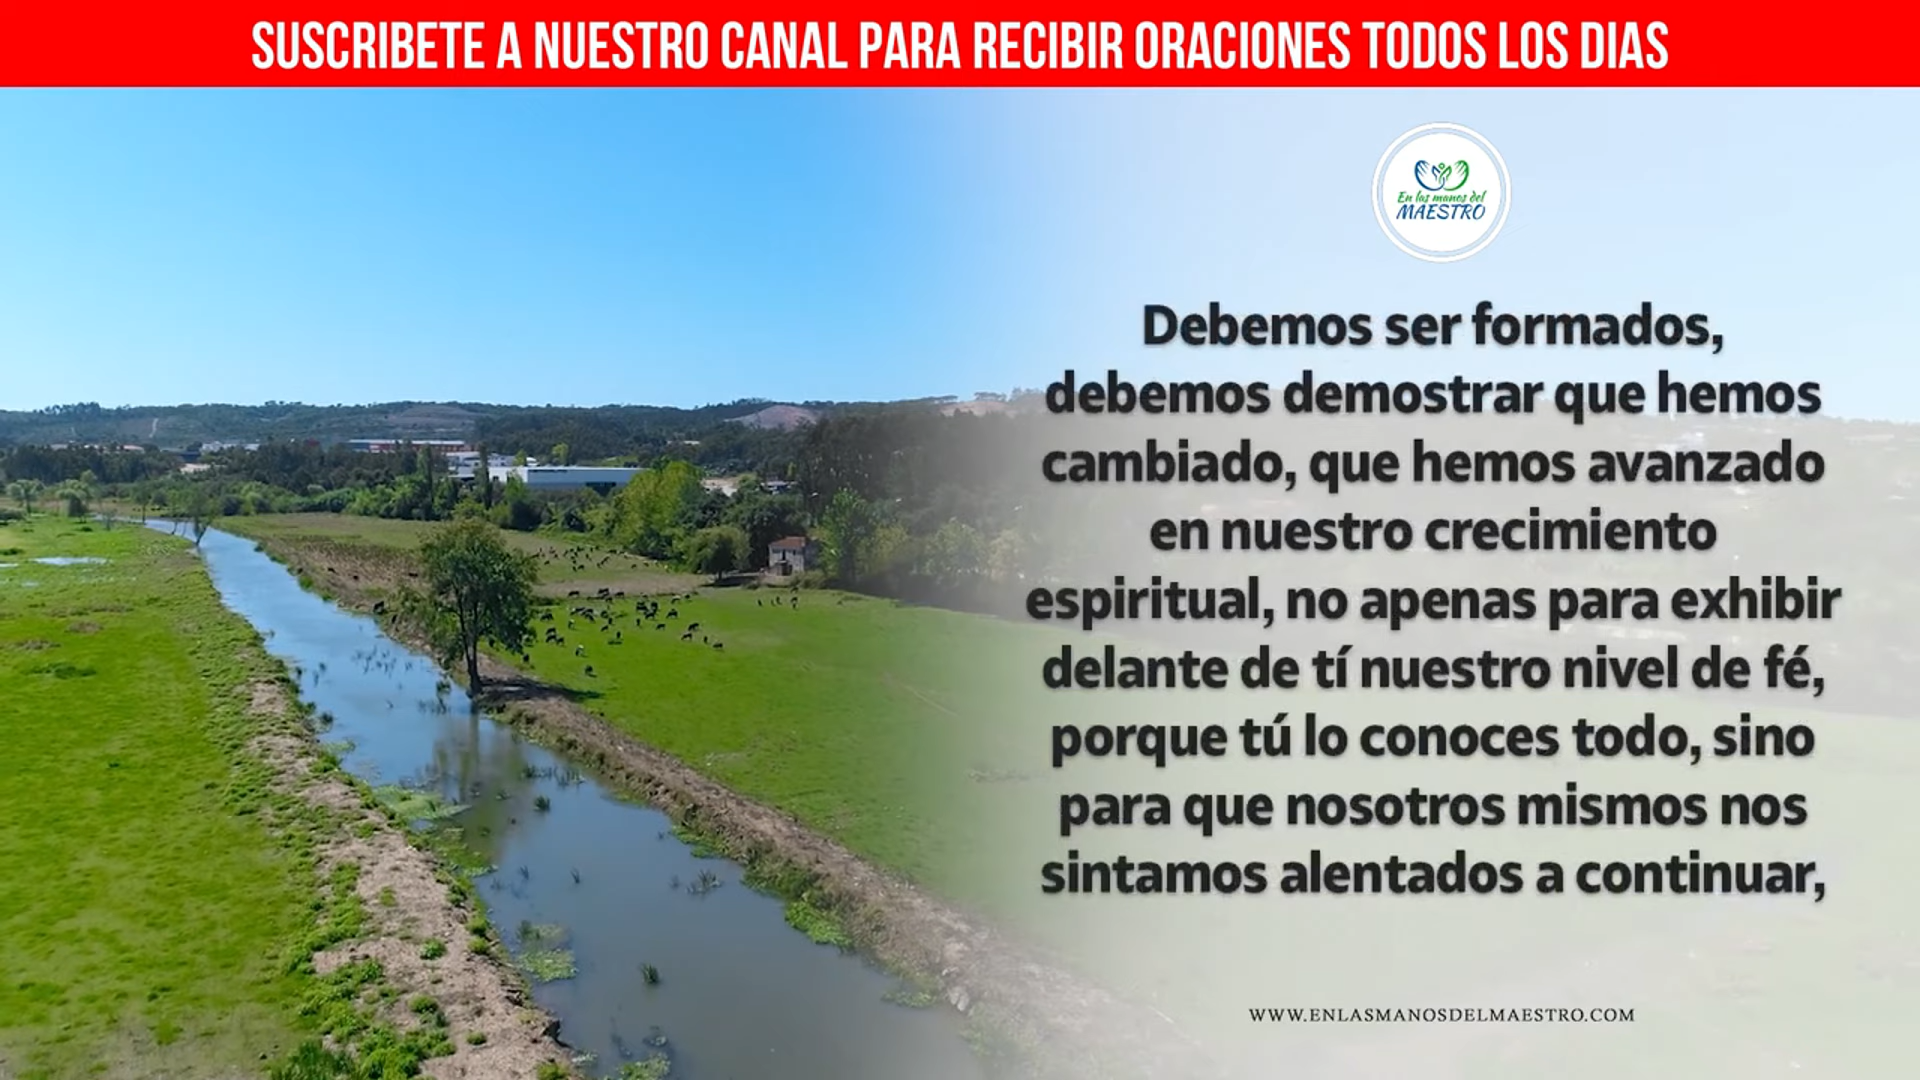 SUSCRIBETE A NUESTRO CANAL PARA RECIBIR ORACIONES TODOS LOS DIAS
En las manos del
MAESTRO
Debemos ser formados,
debemos demostrar que hemos
cambiado, que hemos avanzado
en nuestro crecimiento
espiritual, no apenas para exhibir
delante de tí nuestro nivel de fé,
porque tú lo conoces todo, sino
para que nosotros mismos nos
sintamos alentados a continuar,
WWW.ENLASMANOSDELMAESTRO.COM